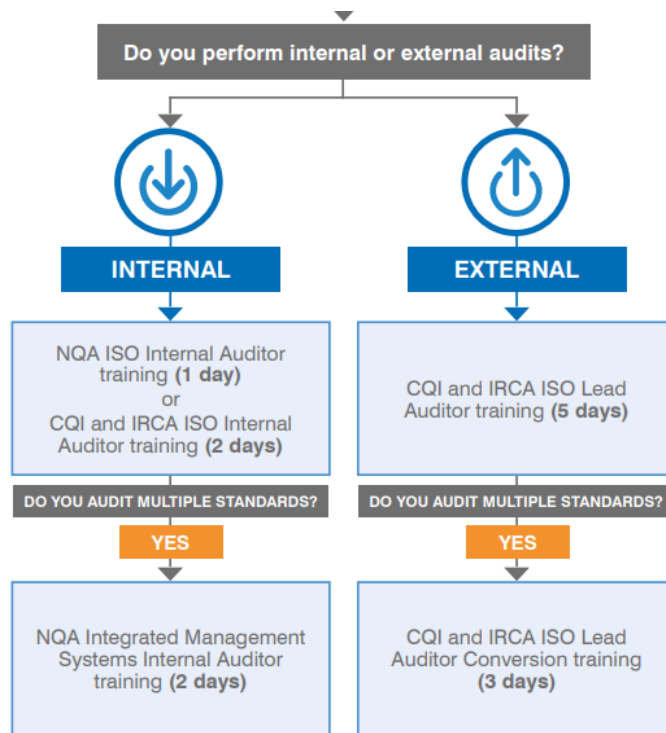 Do you perform internal or external audits?
INTERNAL
EXTERNAL
NQA ISO Internal Auditor
training (1 day)
or
CQI and IRCA ISO Internal
Auditor training (2 days)
CQI and IRCA ISO Lead
Auditor training (5 days)
DO YOU AUDIT MULTIPLE STANDARDS?
DO YOU AUDIT MULTIPLE STANDARDS?
YES
YES
NQA Integrated Management
Systems Internal Auditor
training (2 days)
CQI and IRCA ISO Lead
Auditor Conversion training
(3 days)